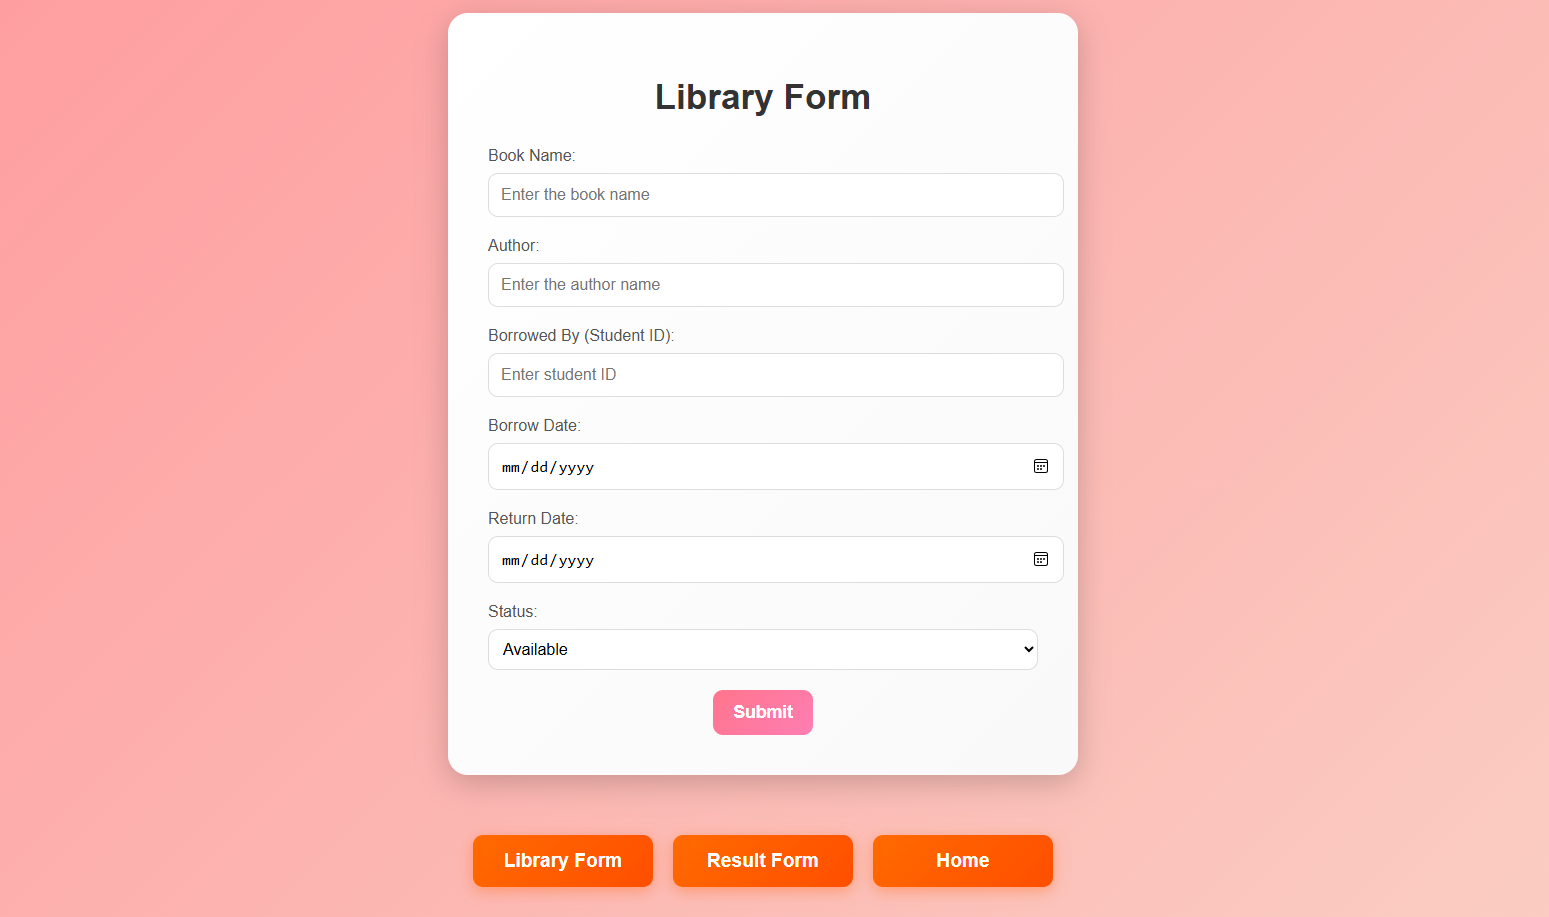 Library Form
Book Name:
Enter the book name
Author:
Enter the author name
Borrowed By (Student ID):
Enter student ID
Borrow Date:
mm/dd/yyyy
Return Date:
mm/dd/yyyy
Status:
Available
Submit
Library Form
Result Form
Home